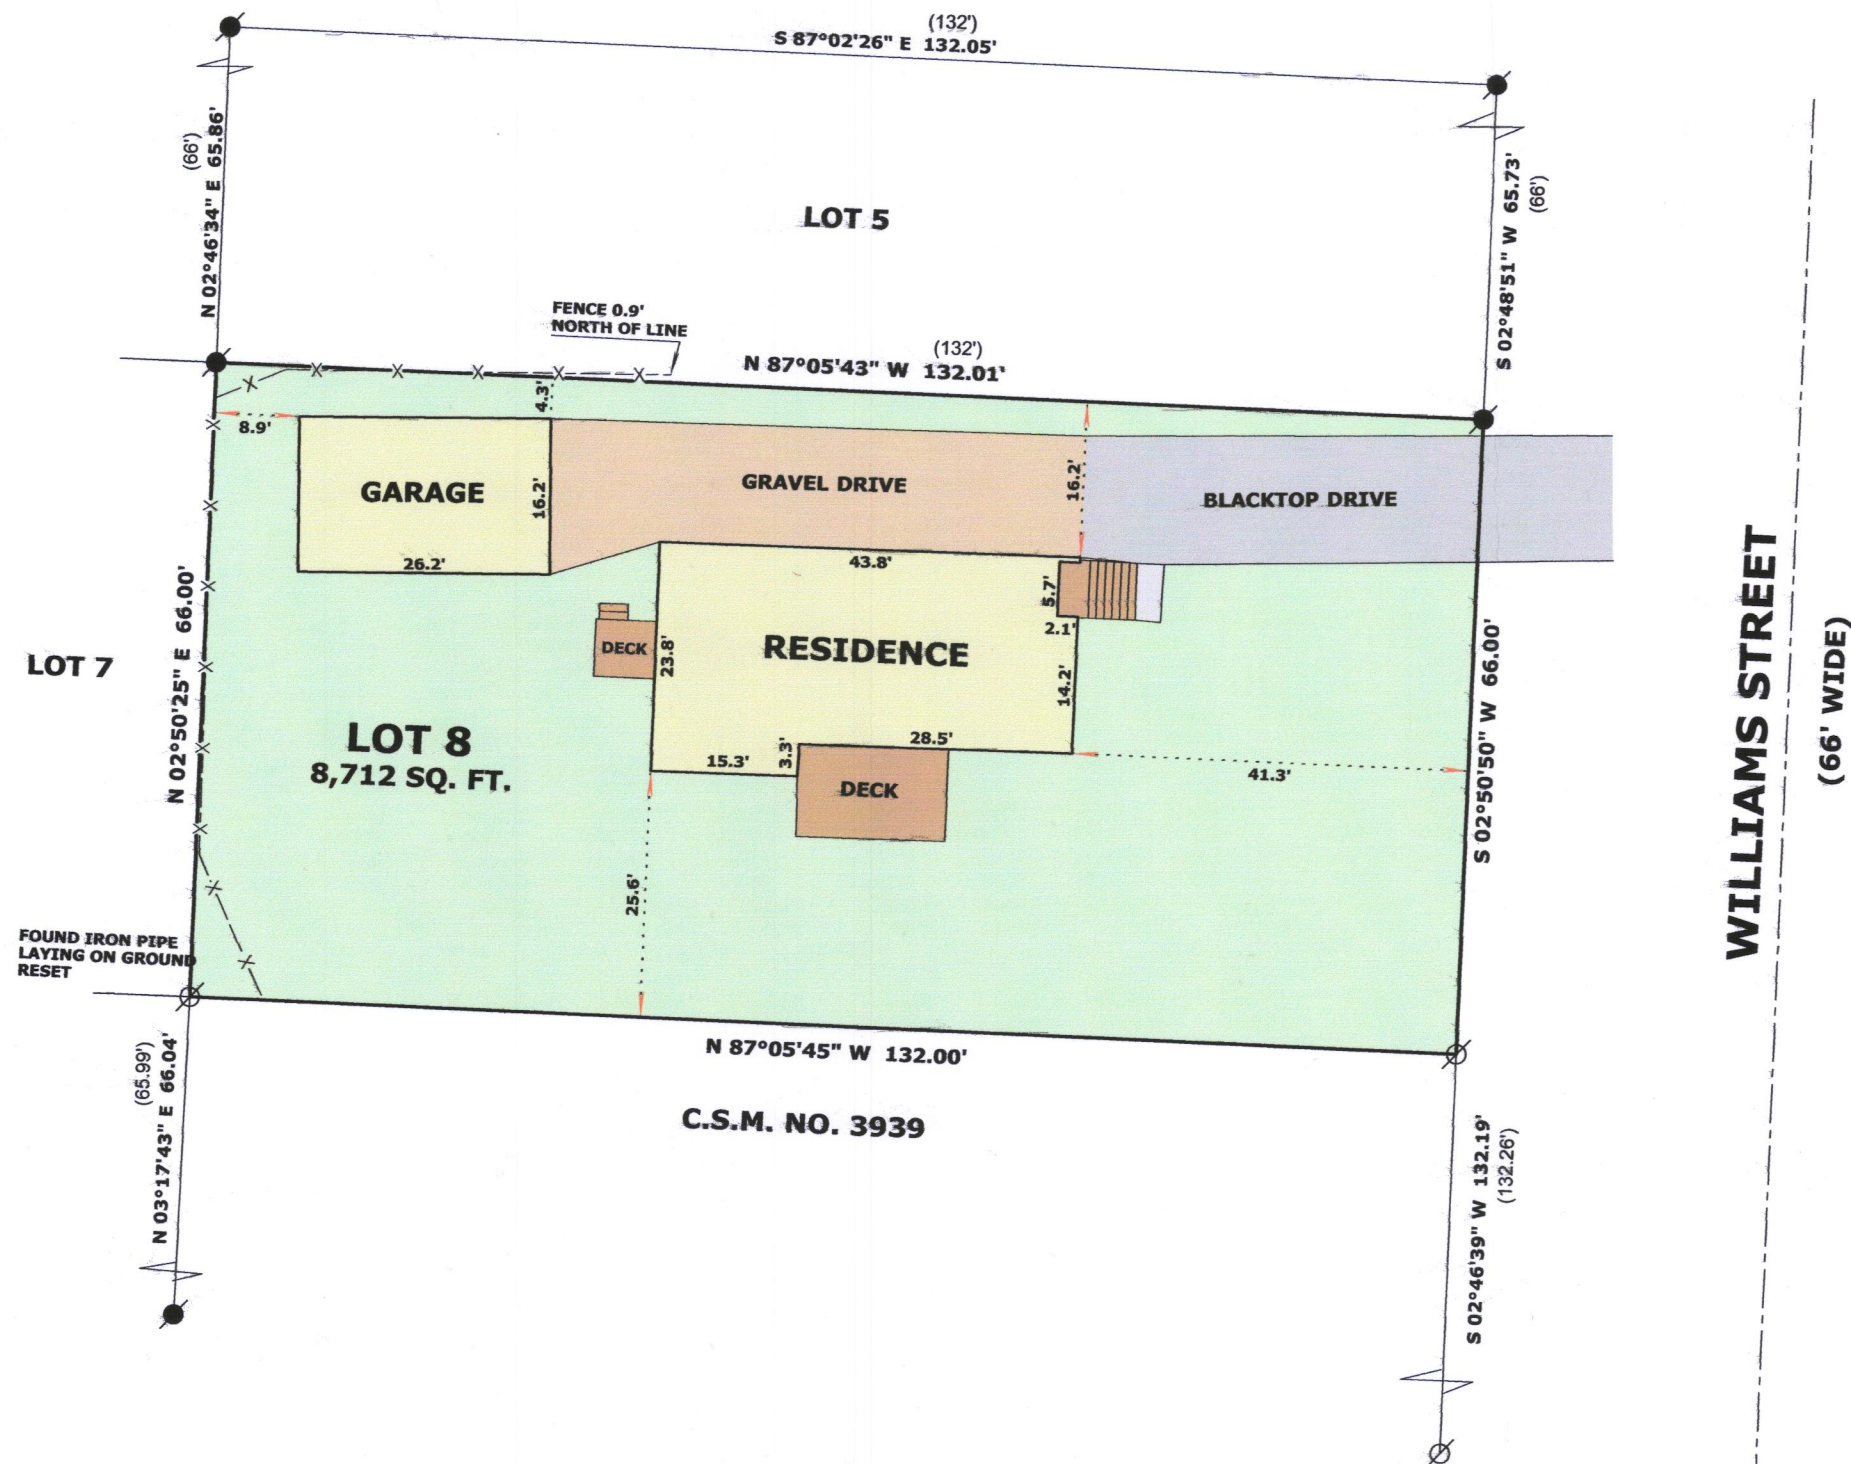 (132')
S 87°02'26" E 132.05'
(66')
N 02°46'34" E 65.86'
S 02°48'51" W 65.73'
(66')
LOT 5
FENCE 0.9'
NORTH OF LINE
(132')
N 87°05'43" W 132.01'
4.3'
8.9'
GARAGE
16.2'
26.2'
GRAVEL DRIVE
16.2'
BLACKTOP DRIVE
43.8'
5.7'
2.1'
DECK
23.8'
RESIDENCE
14.2'
LOT 7
N 02°50'25" E 66.00'
LOT 8
8,712 SQ. FT.
15.3'
3.3'
28.5'
DECK
41.3'
25.6'
S 02°50'50" W 66.00'
WILLIAMS STREET
(66' WIDE)
FOUND IRON PIPE
LAYING ON GROUND
RESET
N 87°05'45" W 132.00'
C.S.M. NO. 3939
(65.99')
N 03°17'43" E 66.04'
S 02°46'39" W 132.19'
(132.26')